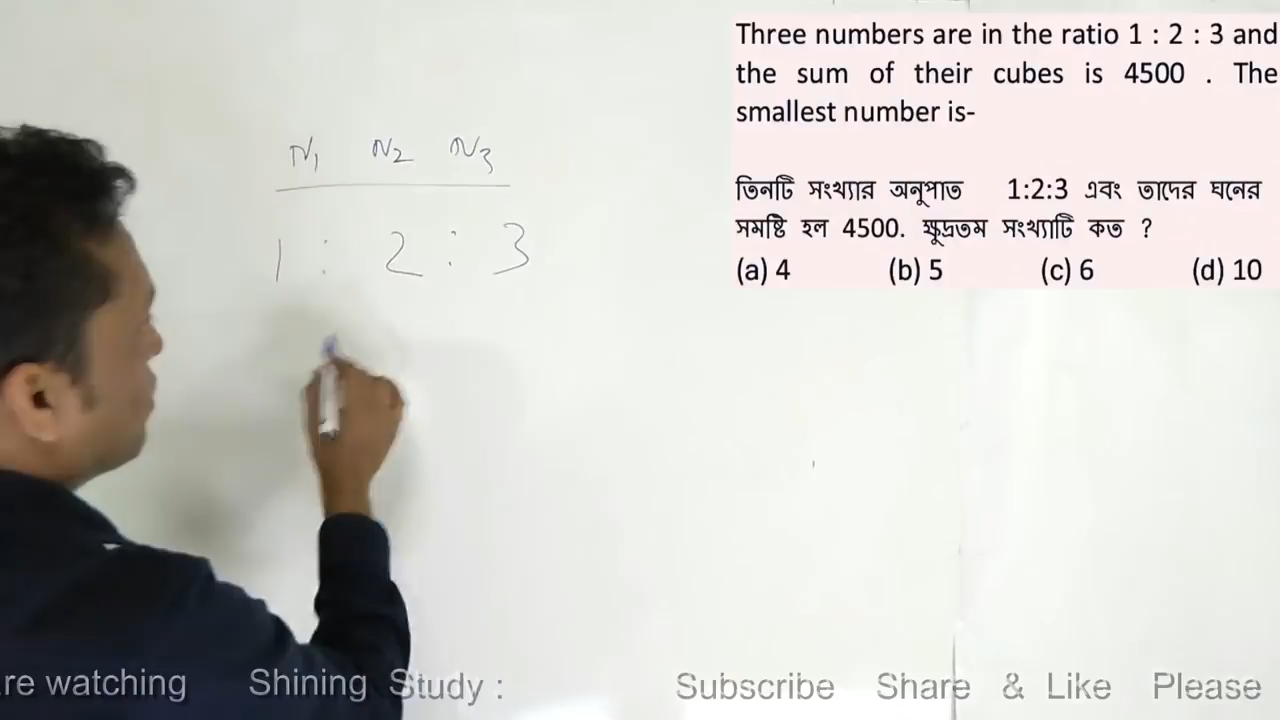 Three numbers are in the ratio 1 : 2 : 3 and
the sum of their cubes is 4500 . The
smallest number is-
তিনটি সংখ্যার অনুপাত 1:2:3 এবং তাদের ঘনের
সমষ্টি হল 4500. ক্ষুদ্রতম সংখ্যাটি কত ?
(a) 4 (b) 5 (c) 6 (d) 10
N1 N2 N3
1 : 2 : 3
re watching Shining Study : Subscribe Share & Like Please